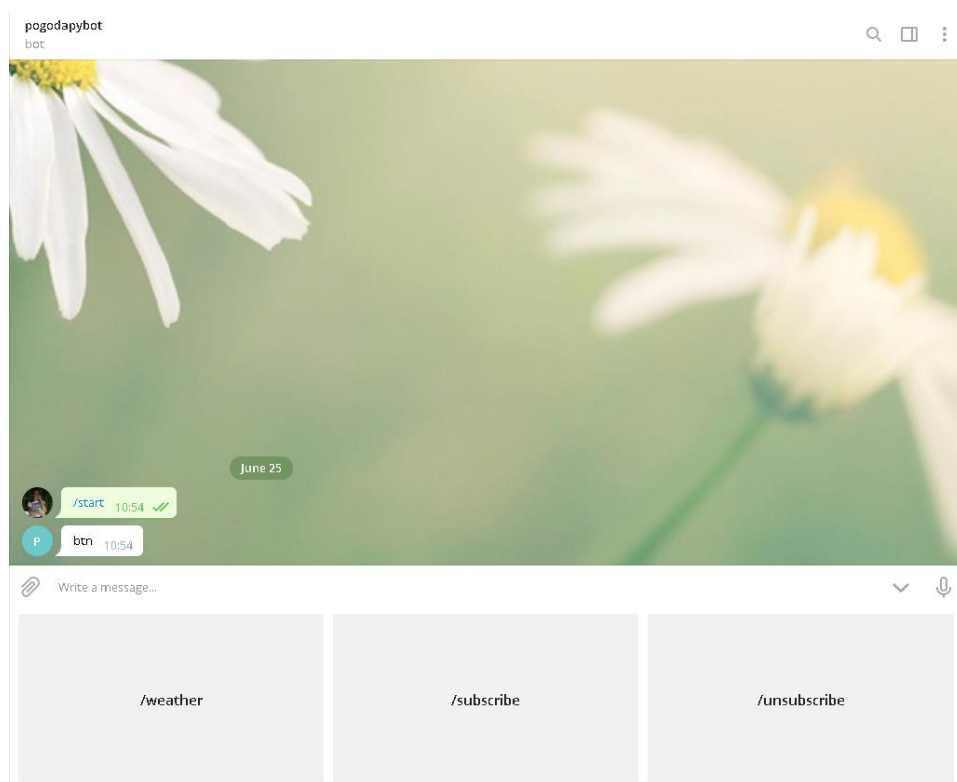 pogodapybot
bot
June 25
/start 10:54
P
btn 10:54
Write a message...
/weather
/subscribe
/unsubscribe